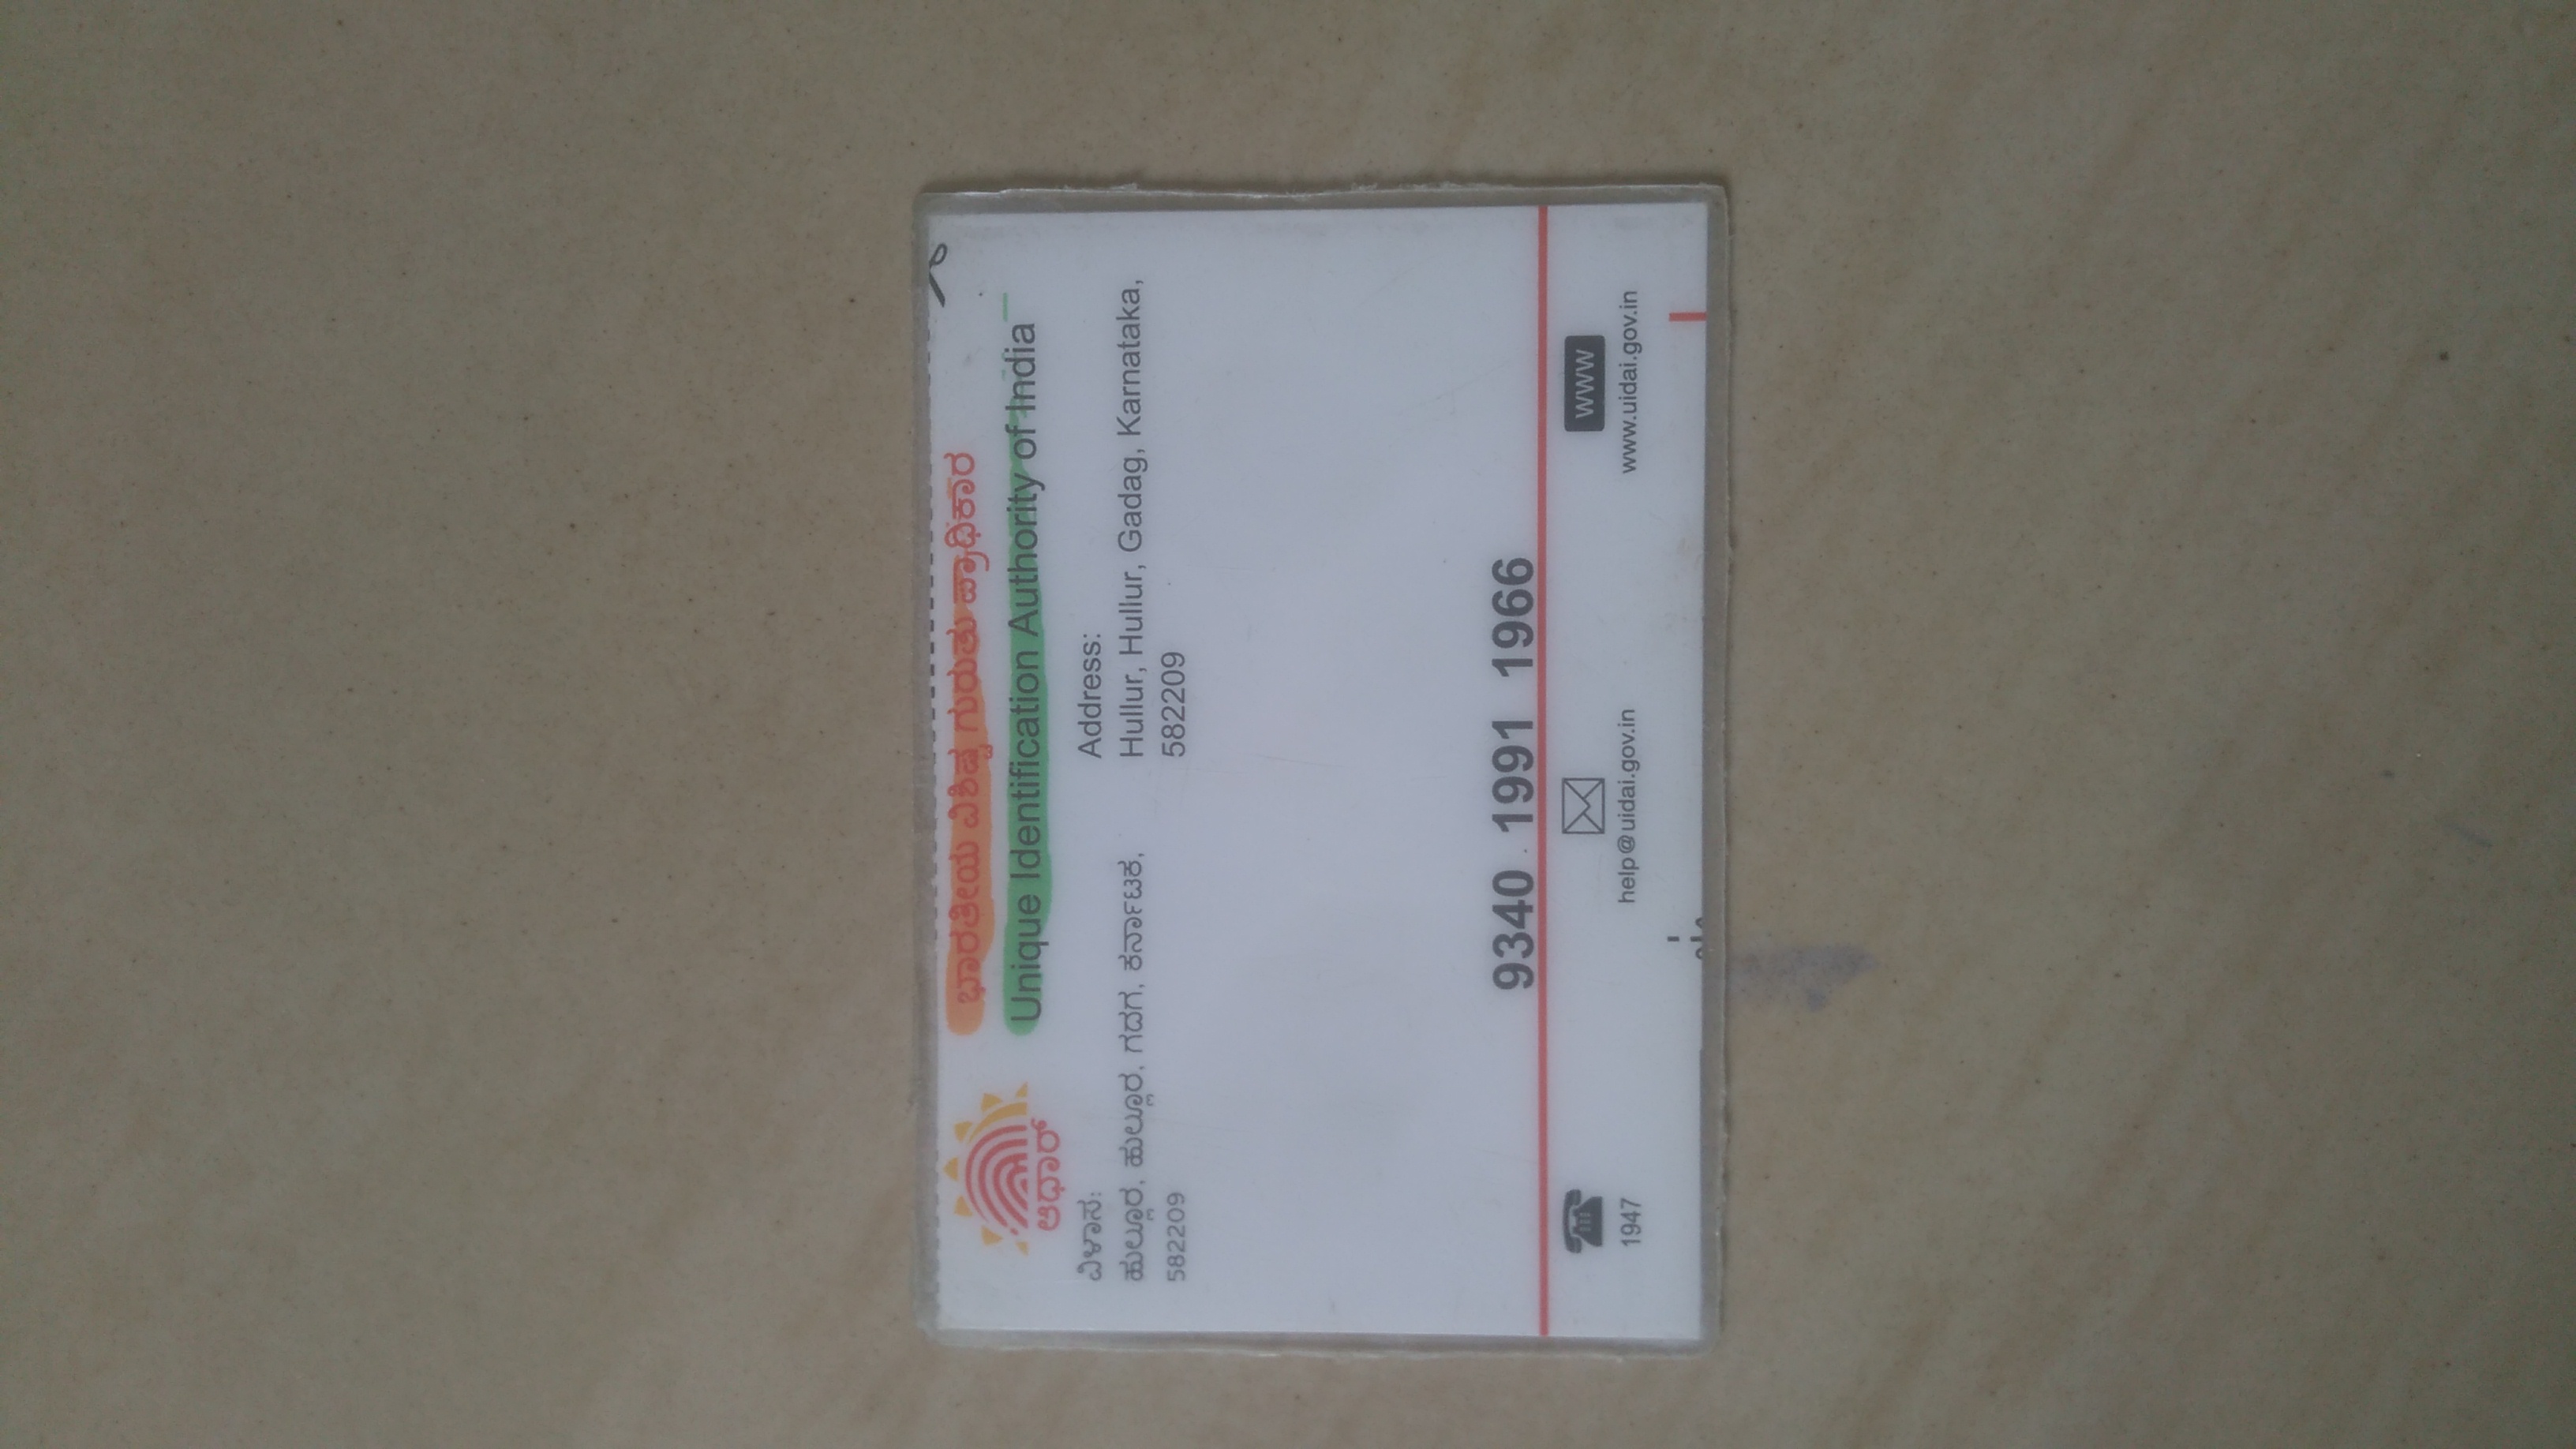 ಭಾರತೀಯ ವಿಶಿಷ್ಟ ಗುರುತು ಪ್ರಾಧಿಕಾರ
Unique Identification Authority of India
ಆಧಾರ್
ವಿಳಾಸ:
ಹುಲ್ಲೂರ, ಹುಲ್ಲೂರ, ಗದಗ, ಕರ್ನಾಟಕ,
582209
Address:
Hullur, Hullur, Gadag, Karnataka,
582209
9340 1991 1966
1947
help@uidai.gov.in
www
www.uidai.gov.in